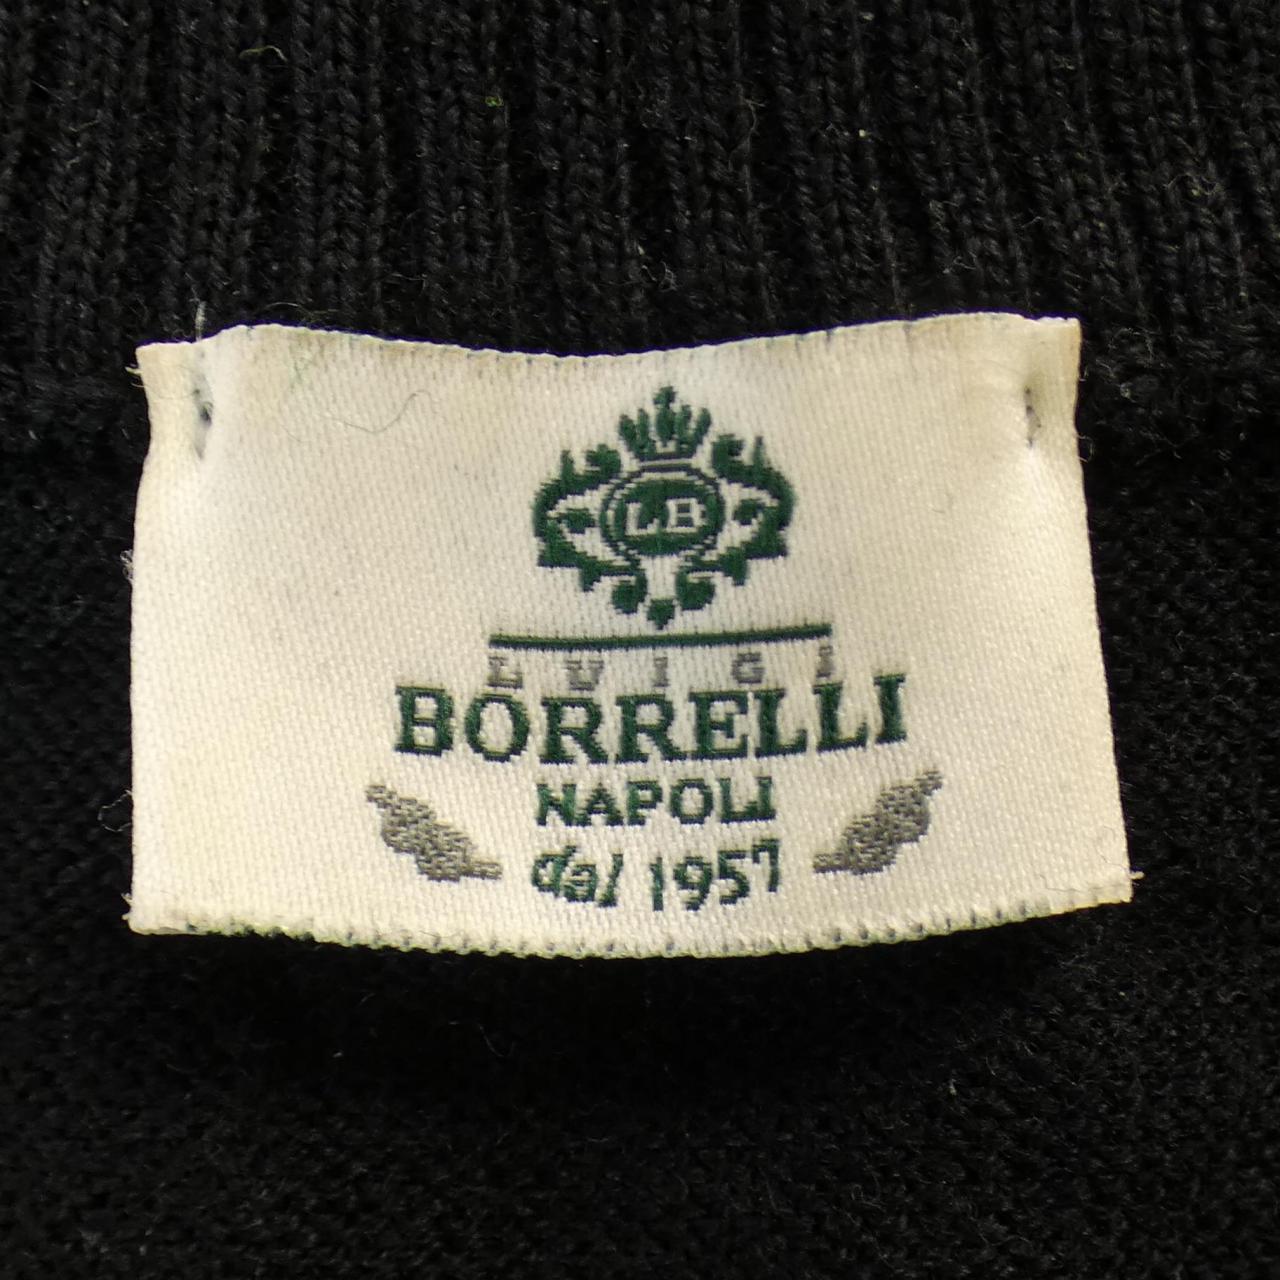 LB
LUIGI
BORRELLI
NAPOLI
dal 1957